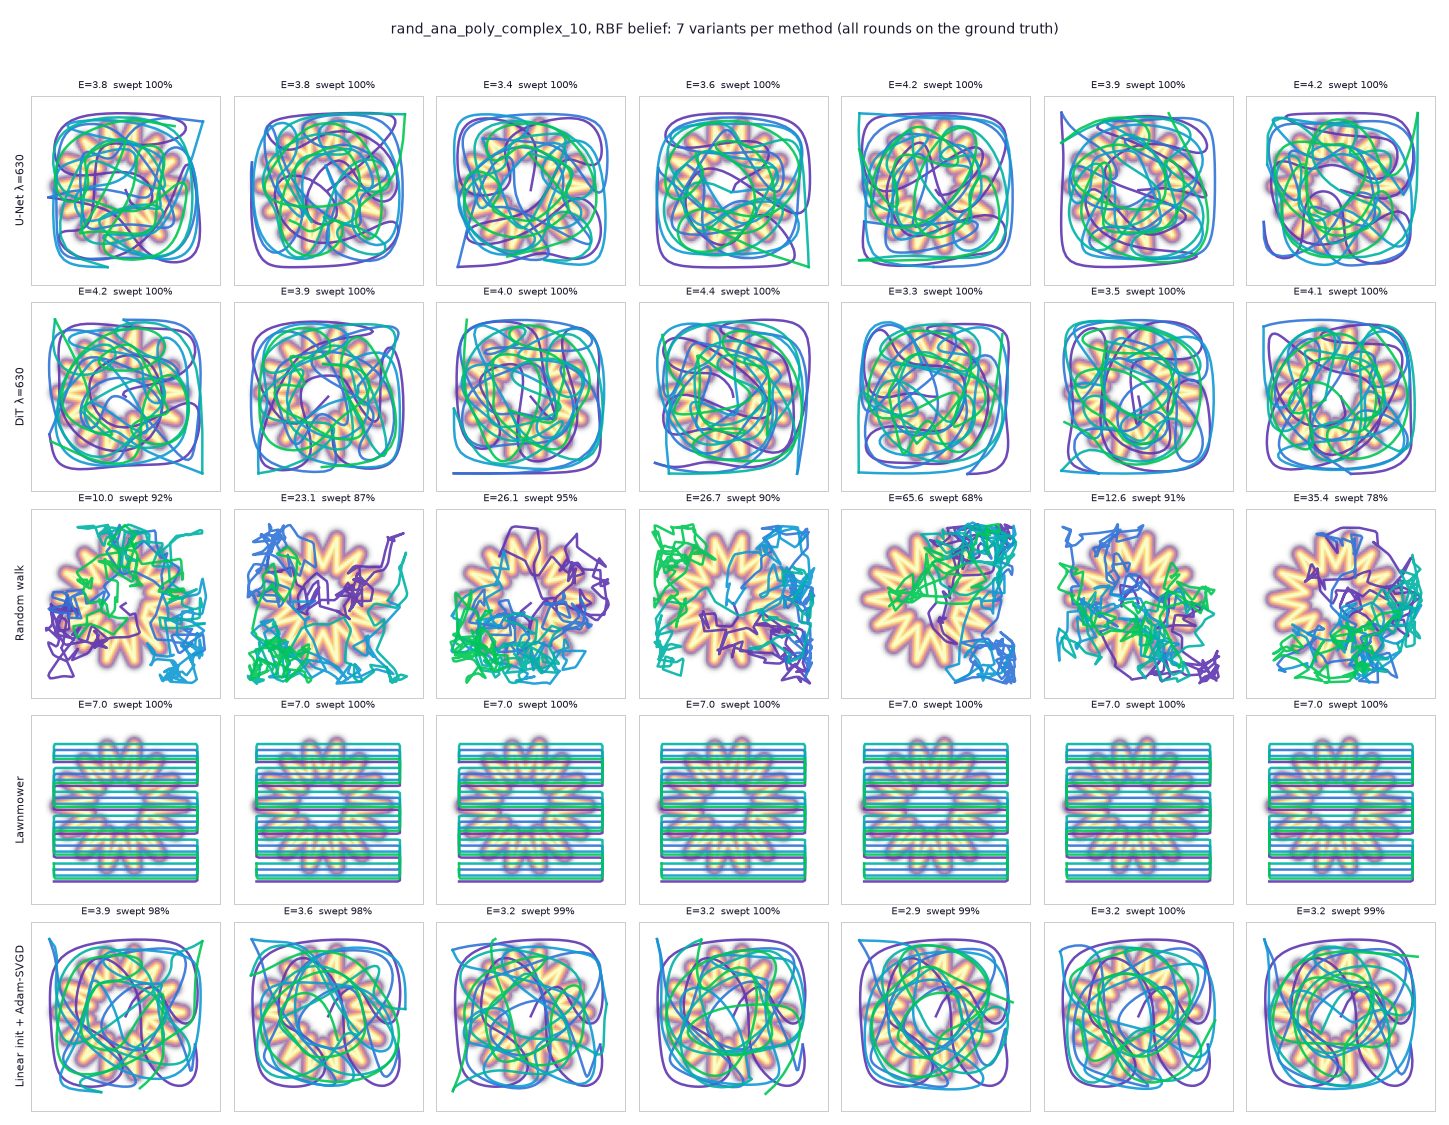 rand_ana_poly_complex_10, RBF belief: 7 variants per method (all rounds on the ground truth)
E=3.8 swept 100% E=3.8 swept 100% E=3.4 swept 100% E=3.6 swept 100% E=4.2 swept 100% E=3.9 swept 100% E=4.2 swept 100%
U-Net λ=630
E=4.2 swept 100% E=3.9 swept 100% E=4.0 swept 100% E=4.4 swept 100% E=3.3 swept 100% E=3.5 swept 100% E=4.1 swept 100%
DiT λ=630
E=10.0 swept 92% E=23.1 swept 87% E=26.1 swept 95% E=26.7 swept 90% E=65.6 swept 68% E=12.6 swept 91% E=35.4 swept 78%
Random walk
E=7.0 swept 100% E=7.0 swept 100% E=7.0 swept 100% E=7.0 swept 100% E=7.0 swept 100% E=7.0 swept 100% E=7.0 swept 100%
Lawnmower
E=3.9 swept 98% E=3.6 swept 98% E=3.2 swept 99% E=3.2 swept 100% E=2.9 swept 99% E=3.2 swept 100% E=3.2 swept 99%
Linear init + Adam-SVGD